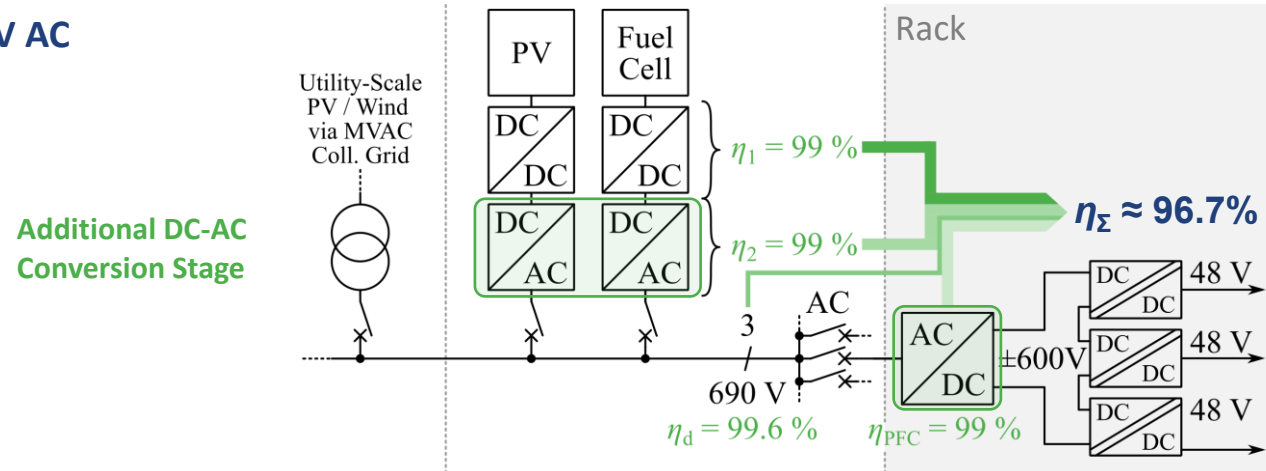 V AC
Utility-Scale
PV / Wind
via MVAC
Coll. Grid
PV
Fuel
Cell
Rack
DC
DC
DC
DC
η1 = 99 %
Additional DC-AC
Conversion Stage
DC
AC
DC
AC
η2 = 99 %
ηΣ ≈ 96.7%
3
AC
690 V
ηd = 99.6 %
AC
DC
ηPFC = 99 %
±600V
DC
DC
48 V
DC
DC
48 V
DC
DC
48 V